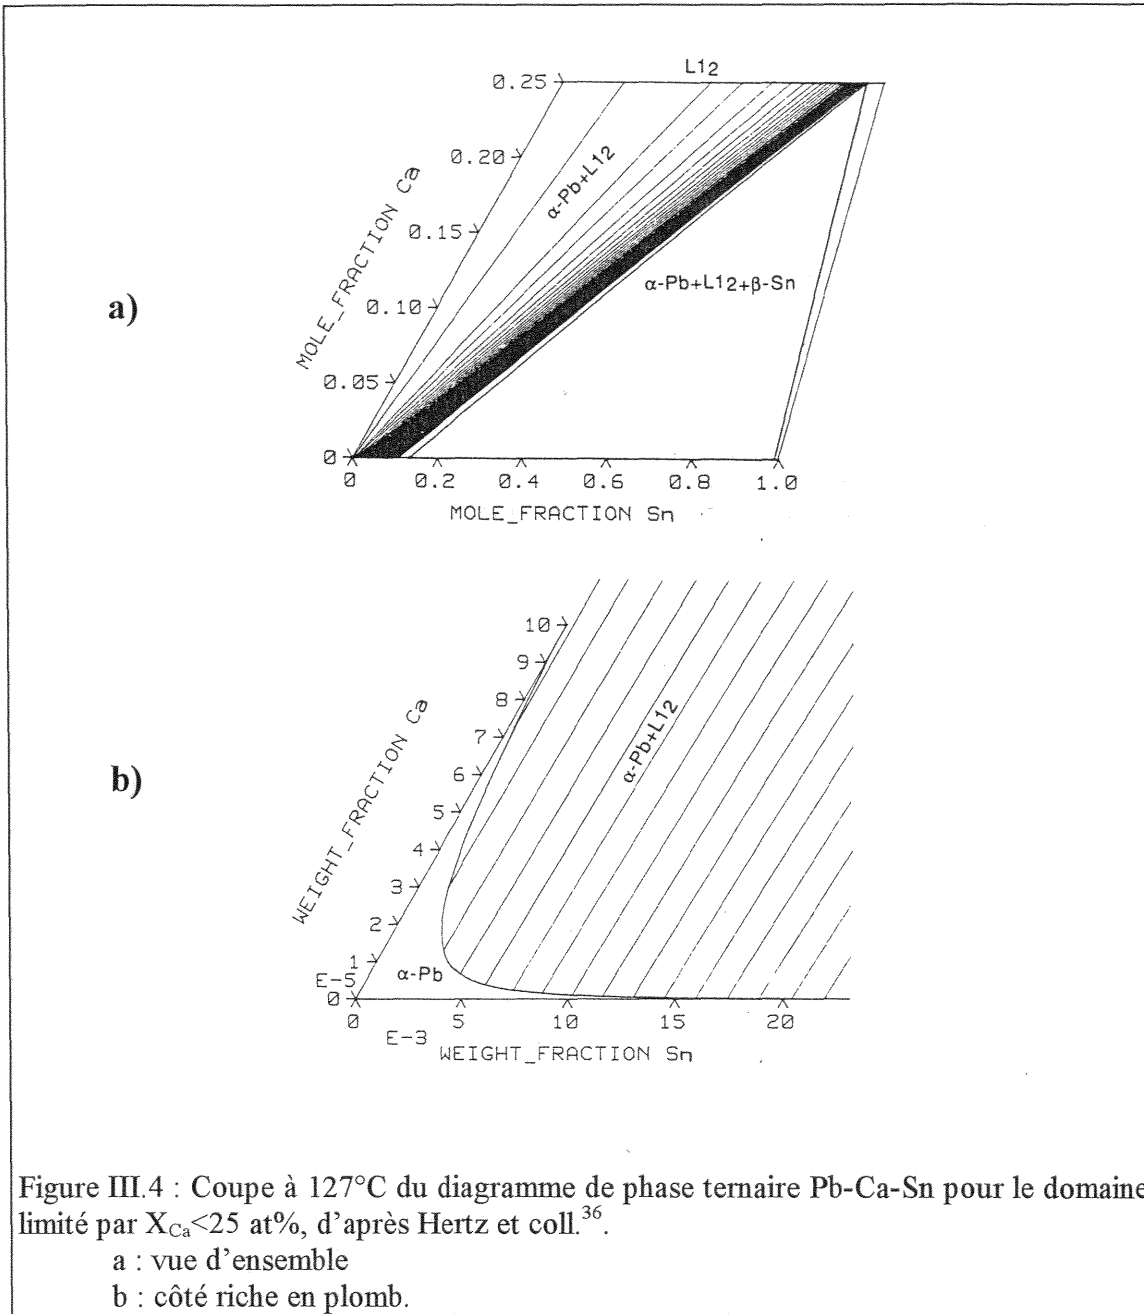 L12
0.25
0.20
0.15
0.10
0.05
0
MOLE_FRACTION Ca
α-Pb+L12
α-Pb+L12+β-Sn
a)
0 0.2 0.4 0.6 0.8 1.0
MOLE_FRACTION Sn
10
9
8
7
6
5
4
3
2
1
E-5
0
WEIGHT_FRACTION Ca
α-Pb+L12
α-Pb
b)
0 5 10 15 20
E-3
WEIGHT_FRACTION Sn
Figure III.4 : Coupe à 127°C du diagramme de phase ternaire Pb-Ca-Sn pour le domaine
limité par XCa<25 at%, d'après Hertz et coll.36.
a : vue d'ensemble
b : côté riche en plomb.